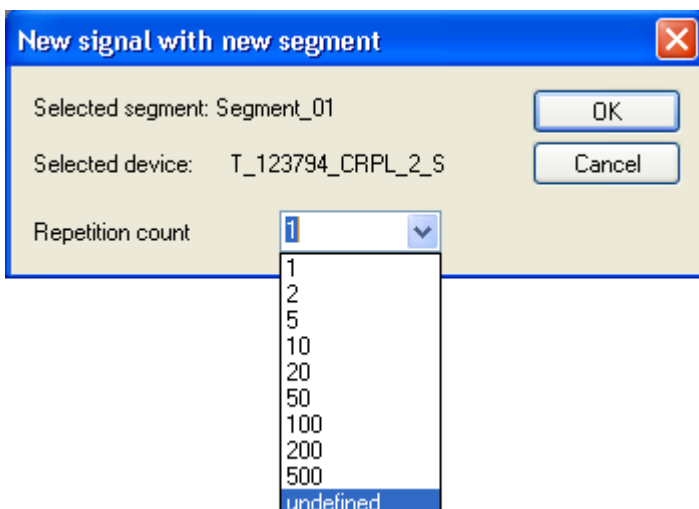 New signal with new segment
Selected segment: Segment_01
OK
Selected device: T_123794_CRPL_2_S
Cancel
Repetition count 1
1
2
5
10
20
50
100
200
500
undefined